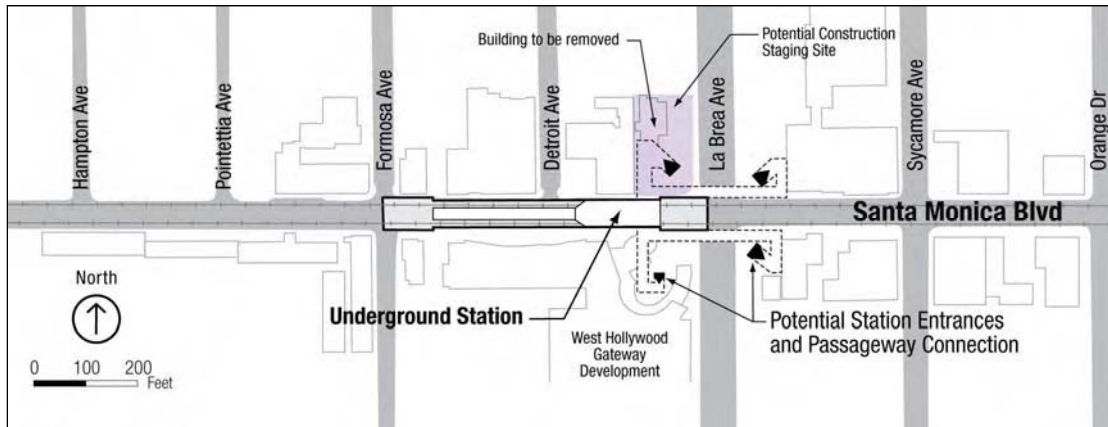 Building to be removed
Potential Construction
Staging Site
Hampton Ave
Pointettia Ave
Formosa Ave
Detroit Ave
La Brea Ave
Sycamore Ave
Orange Dr
Santa Monica Blvd
North
0 100 200
Feet
Underground Station
West Hollywood
Gateway
Development
Potential Station Entrances
and Passageway Connection